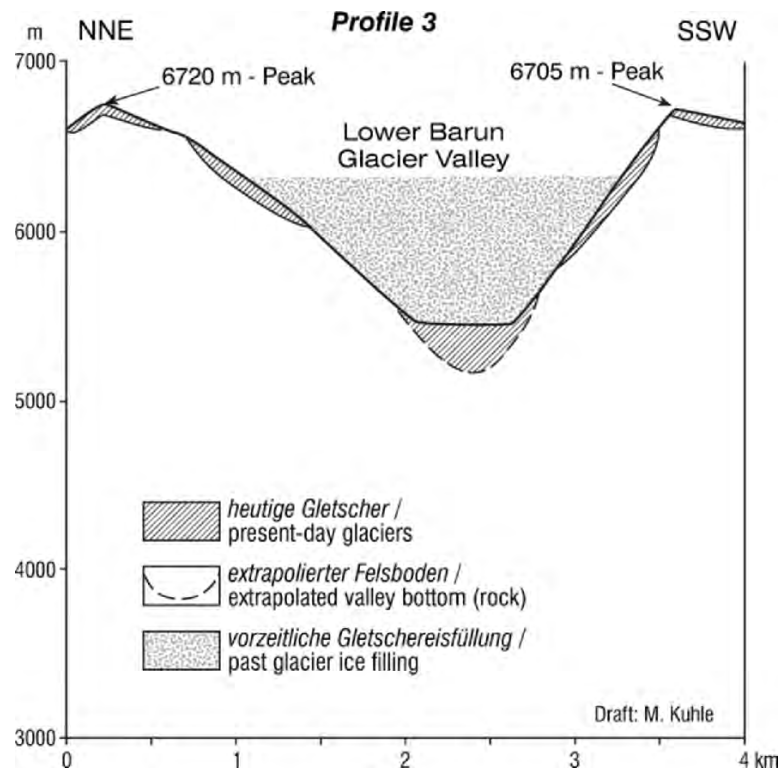 Profile 3
m NNE SSW
7000
6720 m - Peak
6705 m - Peak
Lower Barun
Glacier Valley
6000
5000
heutige Gletscher /
present-day glaciers
4000
extrapolierter Felsboden /
extrapolated valley bottom (rock)
vorzeitliche Gletschereisfüllung /
past glacier ice filling
Draft: M. Kuhle
3000
0 1 2 3 4 km